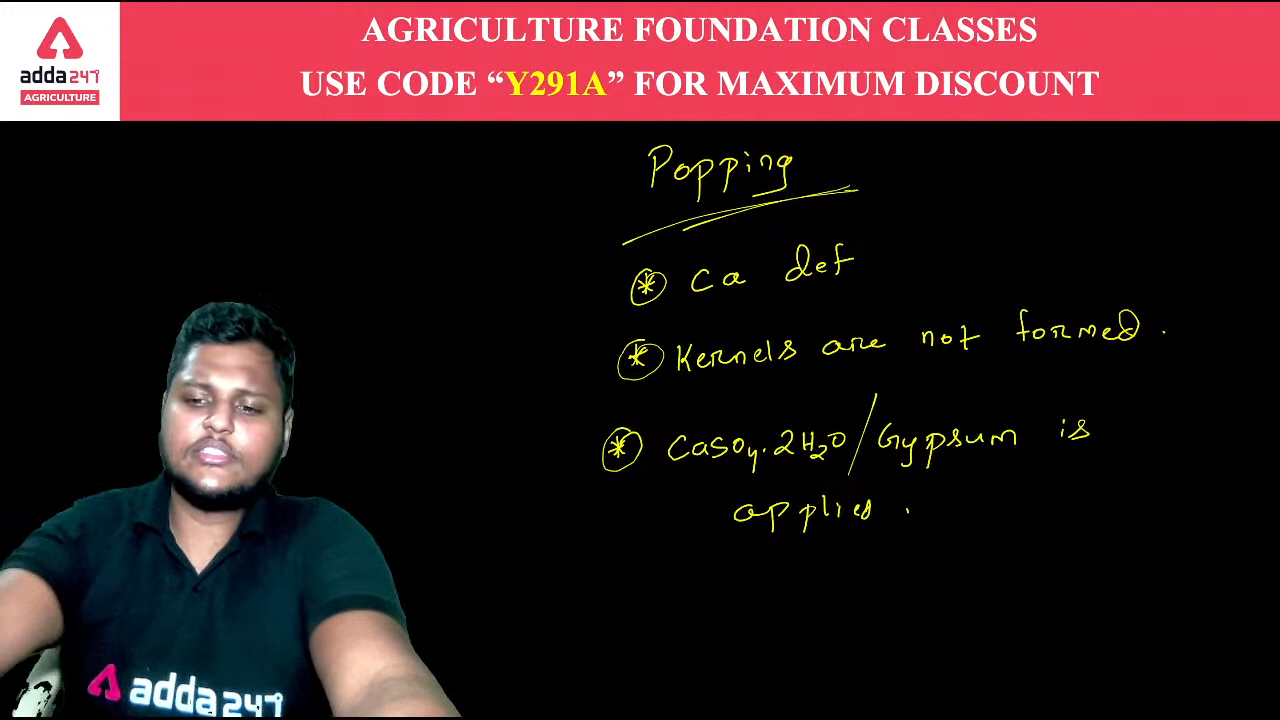 AGRICULTURE FOUNDATION CLASSES
USE CODE “Y291A” FOR MAXIMUM DISCOUNT
adda247
AGRICULTURE
Popping
* Ca def
* Kernels are not formed.
* CaSO4.2H2O/Gypsum is
applied.
adda247